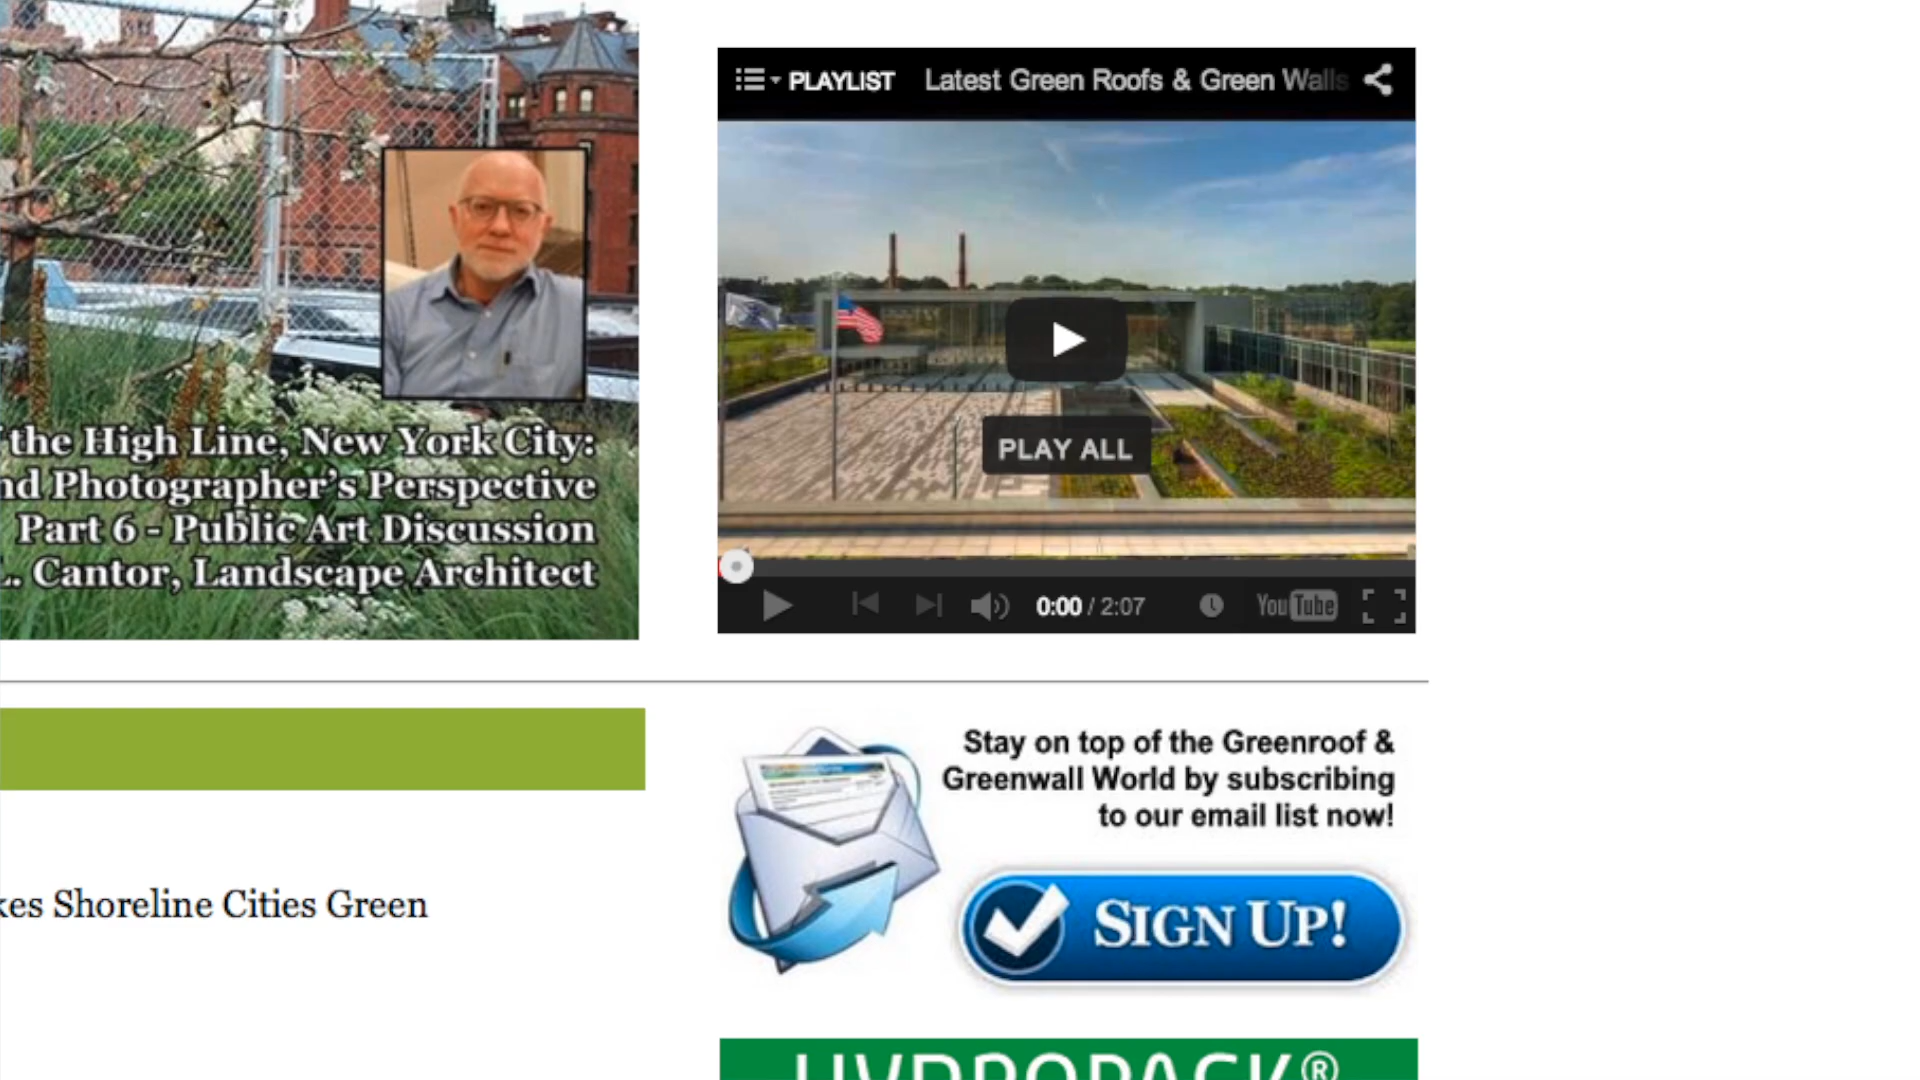 the High Line, New York City:
Photographer's Perspective
Part 6 - Public Art Discussion
. Cantor, Landscape Architect
PLAYLIST Latest Green Roofs & Green Walls
PLAY ALL
0:00 / 2:07 YouTube
Stay on top of the Greenroof &
Greenwall World by subscribing
to our email list now!
SIGN UP!
Shoreline Cities Green
HYDROPACK®